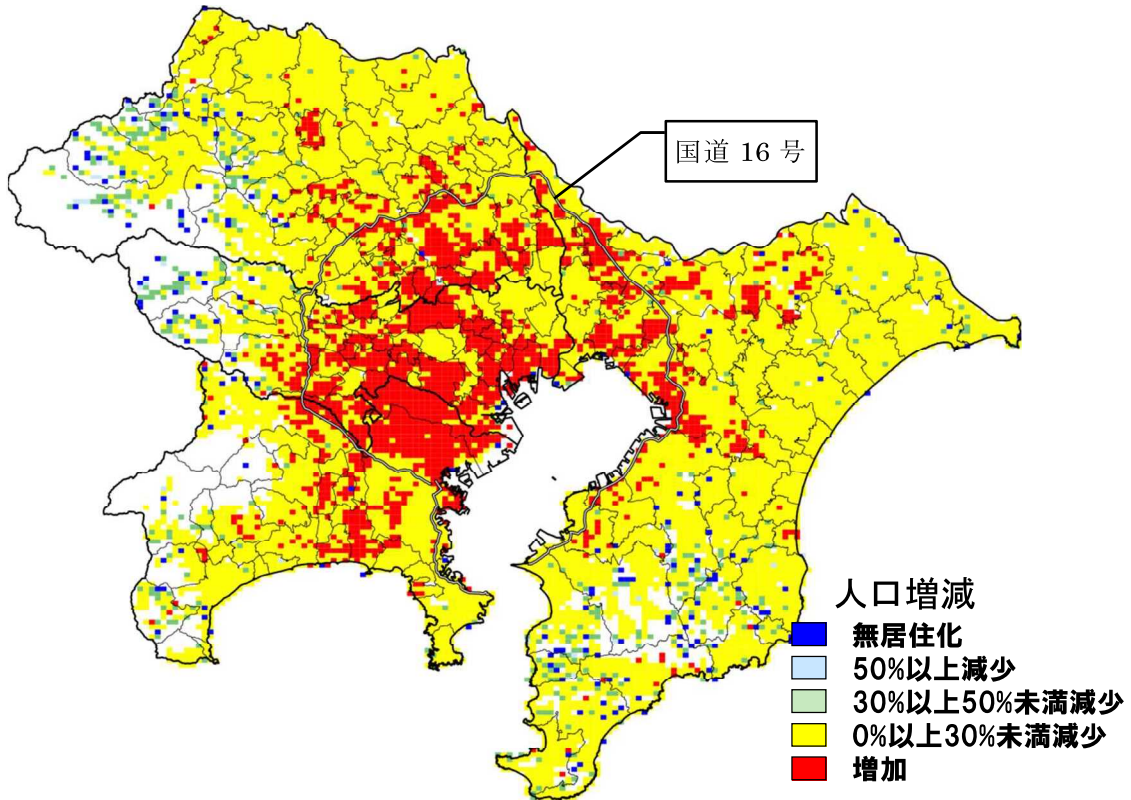 国道 16 号
人口増減
無居住化
50%以上減少
30%以上50%未満減少
0%以上30%未満減少
増加